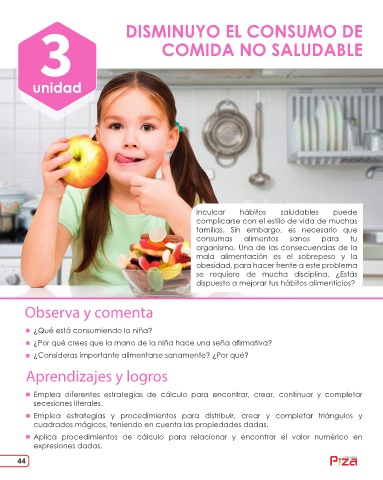 3
unidad
DISMINUYO EL CONSUMO DE
COMIDA NO SALUDABLE
Inculcar hábitos saludables puede
complicarse con el estilo de vida de muchas
familias. Sin embargo, es necesario que
consumas alimentos sanos para tu
organismo. Una de las consecuencias de la
mala alimentación es el sobrepeso y la
obesidad, para hacer frente a este problema
se requiere de mucha disciplina. ¿Estás
dispuesto a mejorar tus hábitos alimenticios?
Observa y comenta
¿Qué está consumiendo la niña?
¿Por qué crees que la mano de la niña hace una seña afirmativa?
¿Consideras importante alimentarse sanamente? ¿Por qué?
Aprendizajes y logros
Emplea diferentes estrategias de cálculo para encontrar, crear, continuar y completar
secesiones literales.
Emplea estrategias y procedimientos para distribuir, crear y completar triángulos y
cuadrados mágicos, teniendo en cuenta las propiedades dadas.
Aplica procedimientos de cálculo para relacionar y encontrar el valor numérico en
expresiones dadas.
44